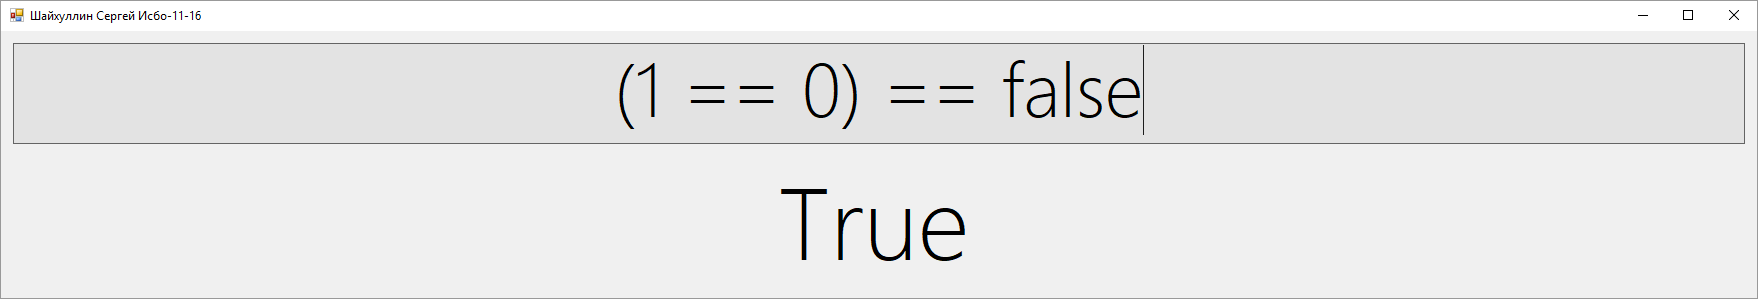 Шайхуллин Сергей Исбо-11-16
(1 == 0) == false
True